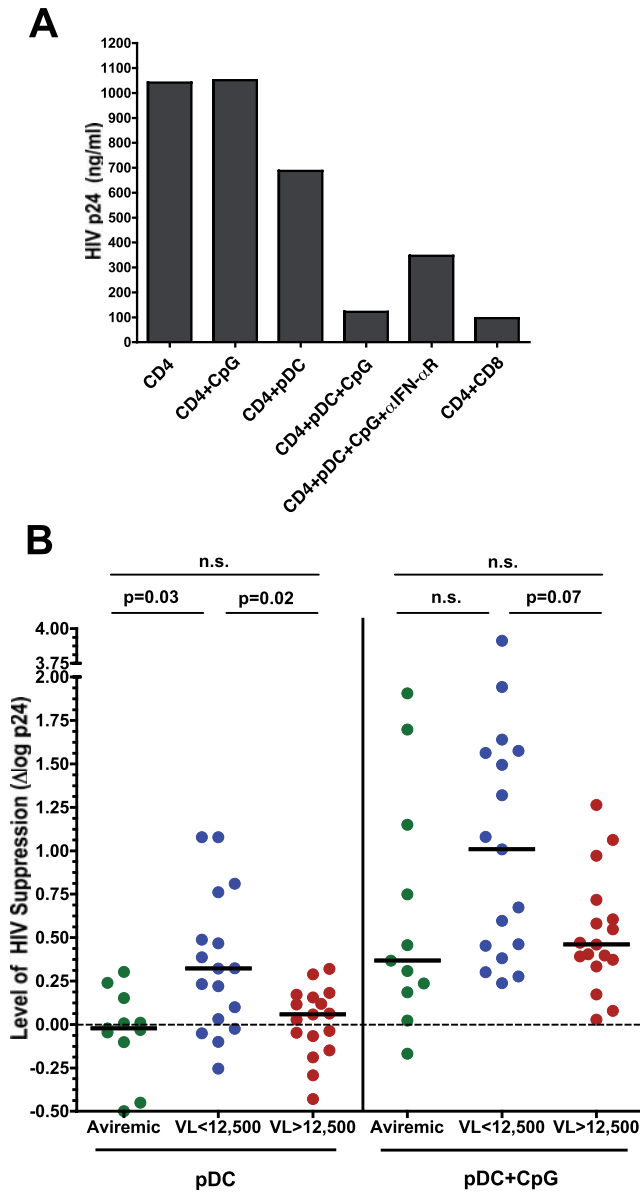 A
HIV p24 (ng/ml)
1200
1100
1000
900
800
700
600
500
400
300
200
100
0
CD4
CD4+CpG
CD4+pDC
CD4+pDC+CpG
CD4+pDC+CpG+αIFN-αR
CD4+CD8
B
n.s. n.s.
p=0.03 p=0.02 n.s. p=0.07
Level of HIV Suppression (Δlog p24)
4.00
3.75
2.00
1.75
1.50
1.25
1.00
0.75
0.50
0.25
0.00
-0.25
-0.50
Aviremic VL<12,500 VL>12,500 Aviremic VL<12,500 VL>12,500
pDC pDC+CpG